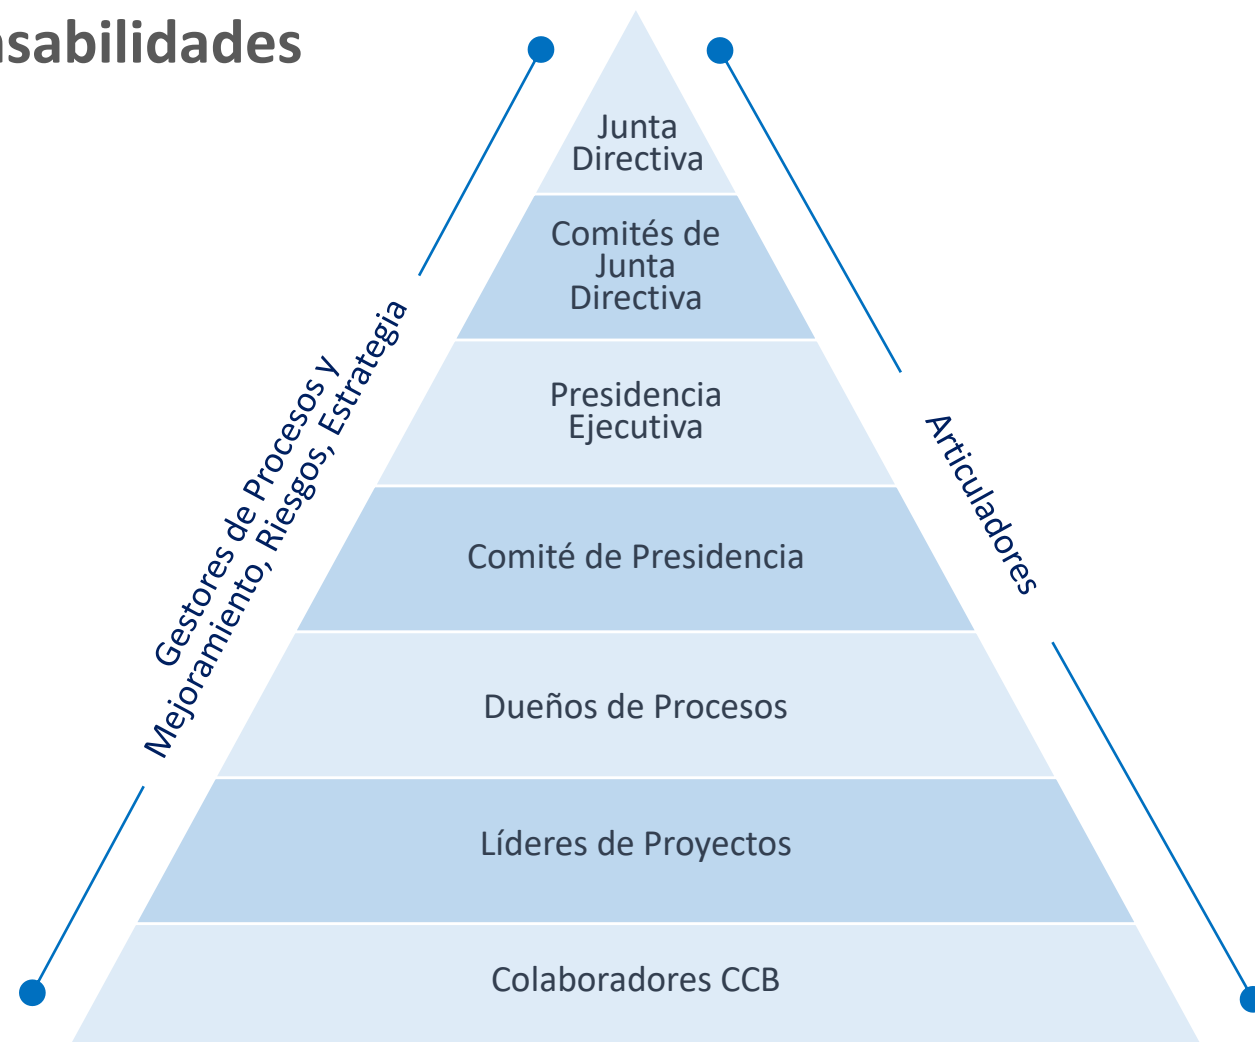 nsabilidades
Junta
Directiva
Comités de
Junta
Directiva
Presidencia
Ejecutiva
Comité de Presidencia
Dueños de Procesos
Líderes de Proyectos
Colaboradores CCB
Gestores de Procesos y
Mejoramiento, Riesgos, Estrategia
Articuladores